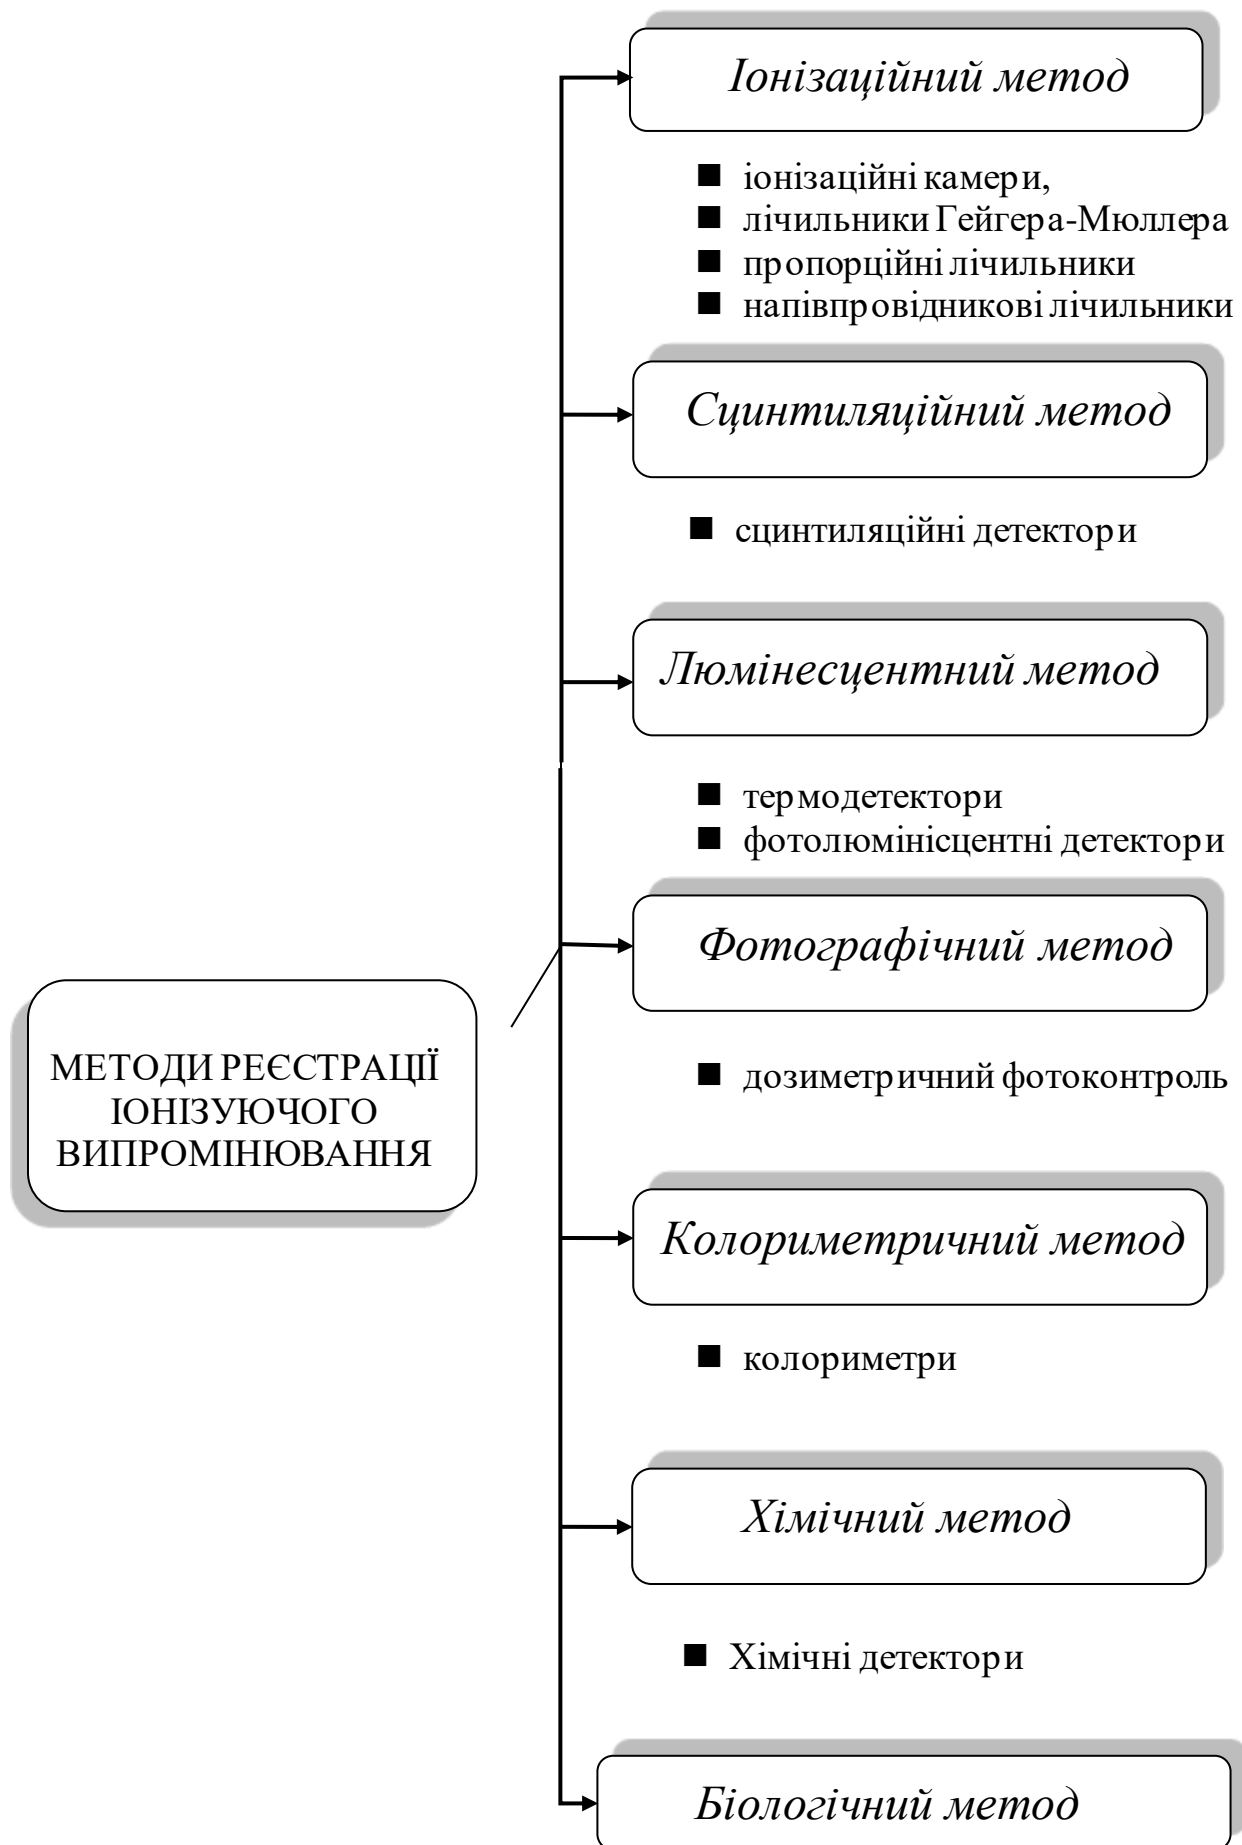 Іонізаційний метод
іонізаційні камери,
лічильники Гейгера-Мюллера
пропорційні лічильники
напівпровідникові лічильники
Сцинтиляційний метод
сцинтиляційні детектори
Люмінесцентний метод
термодетектори
фотолюмінісцентні детектори
Фотографічний метод
дозиметричний фотоконтроль
МЕТОДИ РЕЄСТРАЦІЇ
ІОНІЗУЮЧОГО
ВИПРОМІНЮВАННЯ
Колориметричний метод
колориметри
Хімічний метод
Хімічні детектори
Біологічний метод